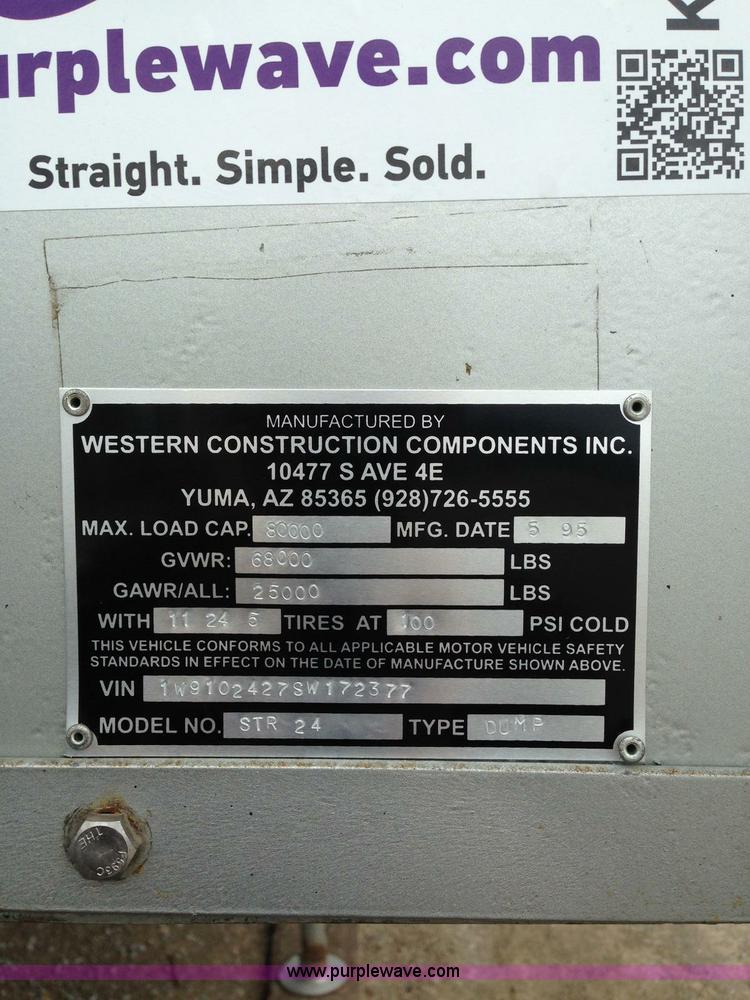 urplewave.com
K
Straight. Simple. Sold.
MANUFACTURED BY
WESTERN CONSTRUCTION COMPONENTS INC.
10477 S AVE 4E
YUMA, AZ 85365 (928)726-5555
MAX. LOAD CAP. 80000 MFG. DATE 5 95
GVWR: 68000 LBS
GAWR/ALL: 25000 LBS
WITH 11 24 5 TIRES AT 100 PSI COLD
THIS VEHICLE CONFORMS TO ALL APPLICABLE MOTOR VEHICLE SAFETY
STANDARDS IN EFFECT ON THE DATE OF MANUFACTURE SHOWN ABOVE.
VIN 1W9102427SW172377
MODEL NO. STR 24 TYPE DUMP
THE
F593C
www.purplewave.com